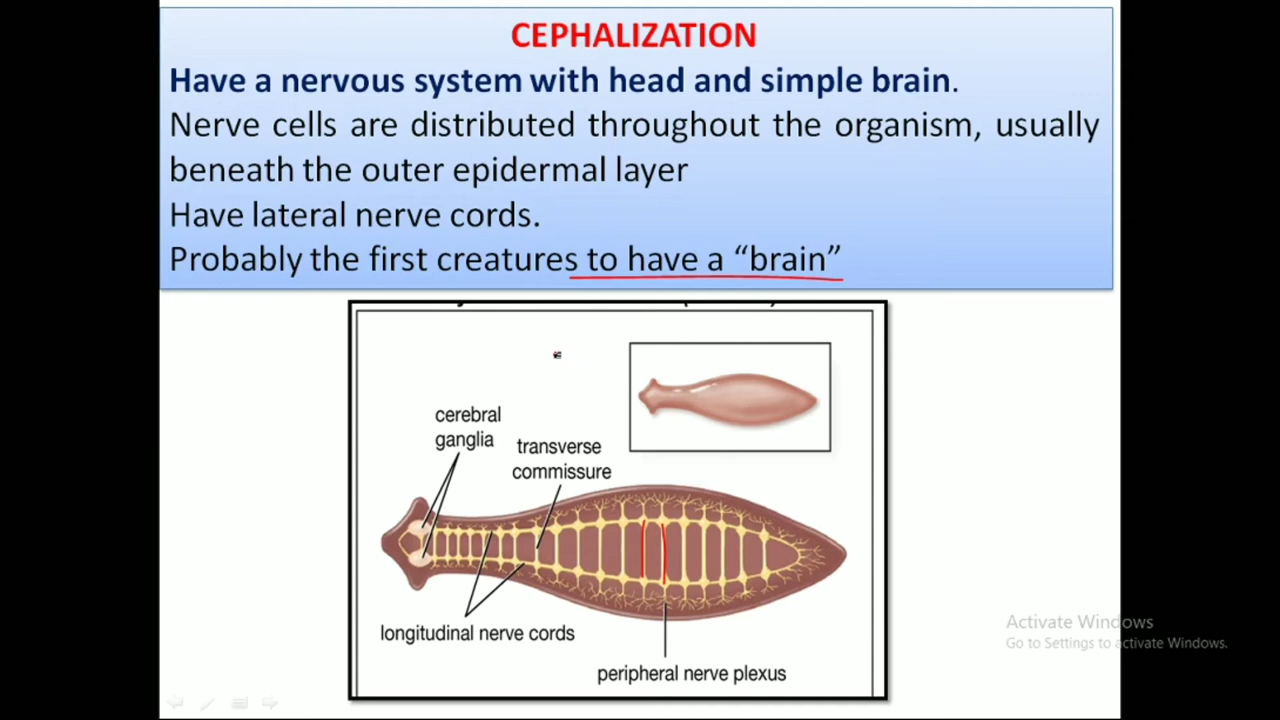 CEPHALIZATION
Have a nervous system with head and simple brain.
Nerve cells are distributed throughout the organism, usually
beneath the outer epidermal layer
Have lateral nerve cords.
Probably the first creatures to have a “brain”
cerebral
ganglia
transverse
commissure
longitudinal nerve cords
peripheral nerve plexus
Activate Windows
Go to Settings to activate Windows.